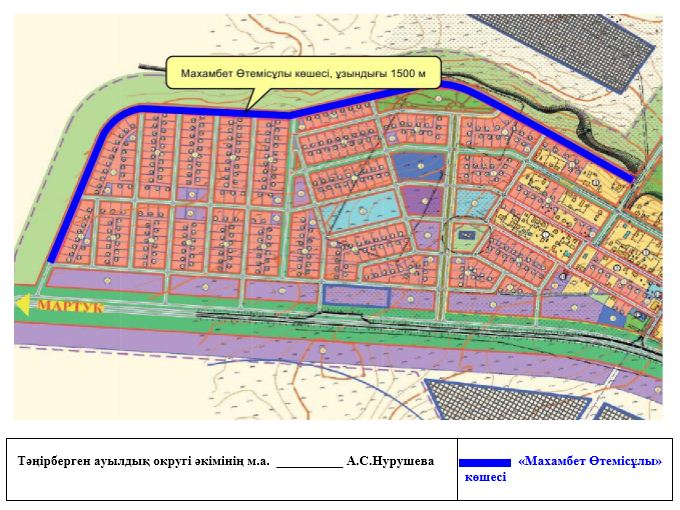 Махамбет Өтемісұлы көшесі, ұзындығы 1500 м
МАРТУК
Тәңірберген ауылдық округі әкімінің м.а. __________ А.С.Нурушева
«Махамбет Өтемісұлы»
көшесі